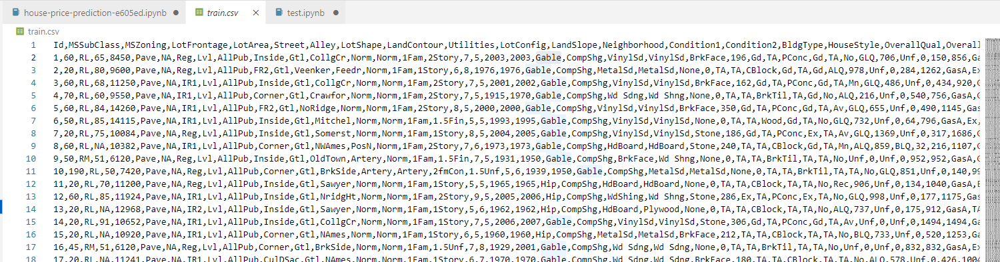 house-price-prediction-e605ed.ipynb
train.csv
test.ipynb
train.csv
1 Id,MSSubClass,MSZoning,LotFrontage,LotArea,Street,Alley,LotShape,LandContour,Utilities,LotConfig,LandSlope,Neighborhood,Condition1,Condition2,BldgType,HouseStyle,OverallQual,Overall
2 1,60,RL,65,8450,Pave,NA,Reg,Lvl,AllPub,Inside,Gtl,CollgCr,Norm,Norm,1Fam,2Story,7,5,2003,2003,Gable,CompShg,VinylSd,VinylSd,BrkFace,196,Gd,TA,PConc,Gd,TA,No,GLQ,706,Unf,0,150,856,Ga
3 2,20,RL,80,9600,Pave,NA,Reg,Lvl,AllPub,FR2,Gtl,Veenker,Feedr,Norm,1Fam,1Story,6,8,1976,1976,Gable,CompShg,MetalSd,MetalSd,None,0,TA,TA,CBlock,Gd,TA,Gd,ALQ,978,Unf,0,284,1262,GasA,Ex
4 3,60,RL,68,11250,Pave,NA,IR1,Lvl,AllPub,Inside,Gtl,CollgCr,Norm,Norm,1Fam,2Story,7,5,2001,2002,Gable,CompShg,VinylSd,VinylSd,BrkFace,162,Gd,TA,PConc,Gd,TA,Mn,GLQ,486,Unf,0,434,920,G
5 4,70,RL,60,9550,Pave,NA,IR1,Lvl,AllPub,Corner,Gtl,Crawfor,Norm,Norm,1Fam,2Story,7,5,1915,1970,Gable,CompShg,Wd Sdng,Wd Shng,None,0,TA,TA,BrkTil,TA,Gd,No,ALQ,216,Unf,0,540,756,GasA,G
6 5,60,RL,84,14260,Pave,NA,IR1,Lvl,AllPub,FR2,Gtl,NoRidge,Norm,Norm,1Fam,2Story,8,5,2000,2000,Gable,CompShg,VinylSd,VinylSd,BrkFace,350,Gd,TA,PConc,Gd,TA,Av,GLQ,655,Unf,0,490,1145,Gas
7 6,50,RL,85,14115,Pave,NA,IR1,Lvl,AllPub,Inside,Gtl,Mitchel,Norm,Norm,1Fam,1.5Fin,5,5,1993,1995,Gable,CompShg,VinylSd,VinylSd,None,0,TA,TA,Wood,Gd,TA,No,GLQ,732,Unf,0,64,796,GasA,Ex,
8 7,20,RL,75,10084,Pave,NA,Reg,Lvl,AllPub,Inside,Gtl,Somerst,Norm,Norm,1Fam,1Story,8,5,2004,2005,Gable,CompShg,VinylSd,VinylSd,Stone,186,Gd,TA,PConc,Ex,TA,Av,GLQ,1369,Unf,0,317,1686,G
9 8,60,RL,NA,10382,Pave,NA,IR1,Lvl,AllPub,Corner,Gtl,NWAmes,PosN,Norm,1Fam,2Story,7,6,1973,1973,Gable,CompShg,HdBoard,HdBoard,Stone,240,TA,TA,CBlock,Gd,TA,Mn,ALQ,859,BLQ,32,216,1107,G
10 9,50,RM,51,6120,Pave,NA,Reg,Lvl,AllPub,Inside,Gtl,OldTown,Artery,Norm,1Fam,1.5Fin,7,5,1931,1950,Gable,CompShg,BrkFace,Wd Shng,None,0,TA,TA,BrkTil,TA,TA,No,Unf,0,Unf,0,952,952,GasA,G
11 10,190,RL,50,7420,Pave,NA,Reg,Lvl,AllPub,Corner,Gtl,BrkSide,Artery,Artery,2fmCon,1.5Unf,5,6,1939,1950,Gable,CompShg,MetalSd,MetalSd,None,0,TA,TA,BrkTil,TA,TA,No,GLQ,851,Unf,0,140,99
12 11,20,RL,70,11200,Pave,NA,Reg,Lvl,AllPub,Inside,Gtl,Sawyer,Norm,Norm,1Fam,1Story,5,5,1965,1965,Hip,CompShg,HdBoard,HdBoard,None,0,TA,TA,CBlock,TA,TA,No,Rec,906,Unf,0,134,1040,GasA,E
13 12,60,RL,85,11924,Pave,NA,IR1,Lvl,AllPub,Inside,Gtl,NridgHt,Norm,Norm,1Fam,2Story,9,5,2005,2006,Hip,CompShg,WdShing,Wd Shng,Stone,286,Ex,TA,PConc,Ex,TA,No,GLQ,998,Unf,0,177,1175,Gas
14 13,20,RL,NA,12968,Pave,NA,IR2,Lvl,AllPub,Inside,Gtl,Sawyer,Norm,Norm,1Fam,1Story,5,6,1962,1962,Hip,CompShg,HdBoard,Plywood,None,0,TA,TA,CBlock,TA,TA,No,ALQ,737,Unf,0,175,912,GasA,TA
15 14,20,RL,91,10652,Pave,NA,IR1,Lvl,AllPub,Inside,Gtl,CollgCr,Norm,Norm,1Fam,1Story,7,5,2006,2007,Gable,CompShg,VinylSd,VinylSd,Stone,306,Gd,TA,PConc,Gd,TA,Av,Unf,0,Unf,0,1494,1494,Ga
16 15,20,RL,NA,10920,Pave,NA,IR1,Lvl,AllPub,Corner,Gtl,NAmes,Norm,Norm,1Fam,1Story,6,5,1960,1960,Hip,CompShg,MetalSd,MetalSd,BrkFace,212,TA,TA,CBlock,TA,TA,No,BLQ,733,Unf,0,520,1253,Ga
17 16,45,RM,51,6120,Pave,NA,Reg,Lvl,AllPub,Corner,Gtl,BrkSide,Norm,Norm,1Fam,1.5Unf,7,8,1929,2001,Gable,CompShg,Wd Sdng,Wd Sdng,None,0,TA,TA,BrkTil,TA,TA,No,Unf,0,Unf,0,832,832,GasA,Ex
18 17,20,RL,NA,11241,Pave,NA,IR1,Lvl,AllPub,CulDSac,Gtl,NAmes,Norm,Norm,1Fam,1Story,6,7,1970,1970,Gable,CompShg,Wd Sdng,Wd Sdng,BrkFace,180,TA,TA,CBlock,TA,TA,No,ALQ,578,Unf,0,426,1004